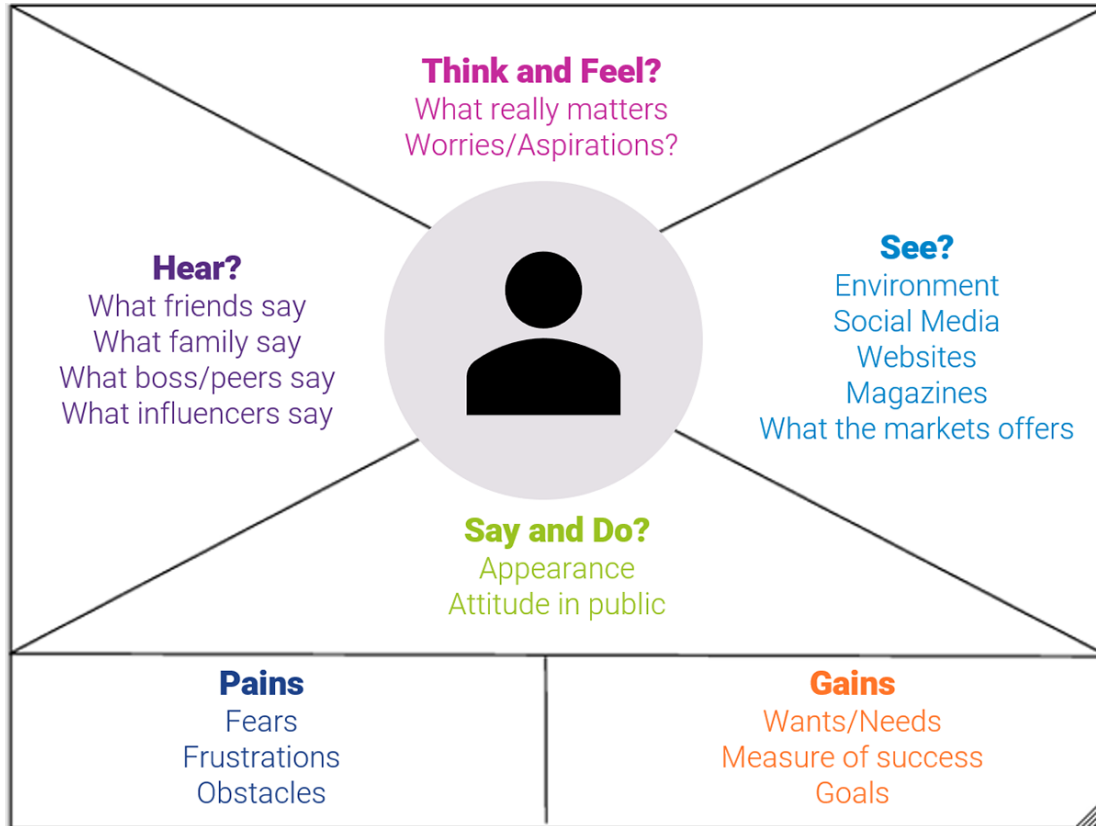 Think and Feel?
What really matters
Worries/Aspirations?
Hear?
What friends say
What family say
What boss/peers say
What influencers say
See?
Environment
Social Media
Websites
Magazines
What the markets offers
Say and Do?
Appearance
Attitude in public
Pains
Fears
Frustrations
Obstacles
Gains
Wants/Needs
Measure of success
Goals